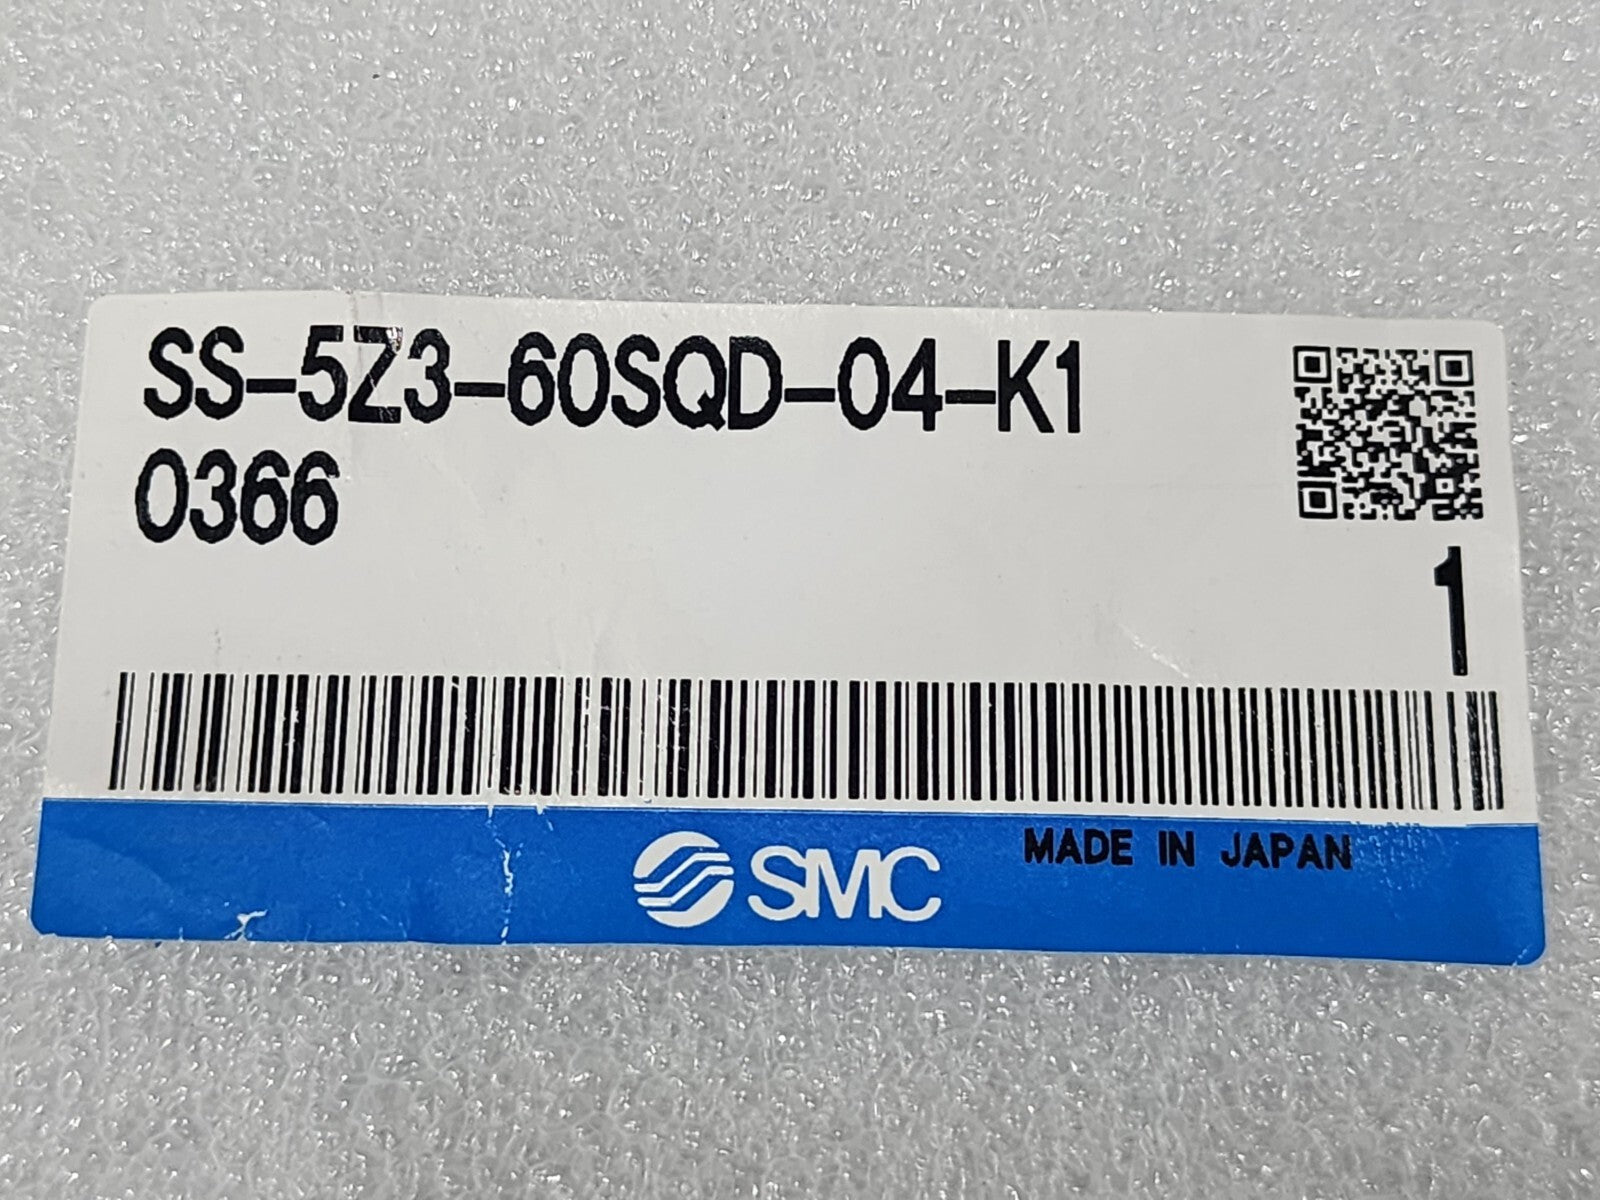 SS-5Z3-60SQD-04-K1
0366
1
SMC
MADE IN JAPAN